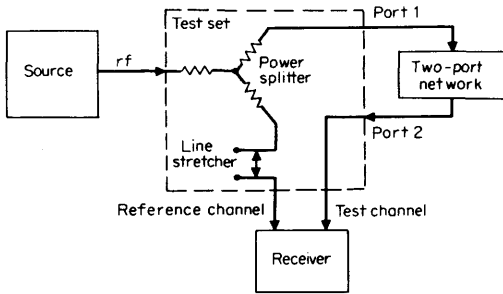 Test set
Port 1
Source
rf
Power
splitter
Two-port
network
Port 2
Line
stretcher
Reference channel
Test channel
Receiver